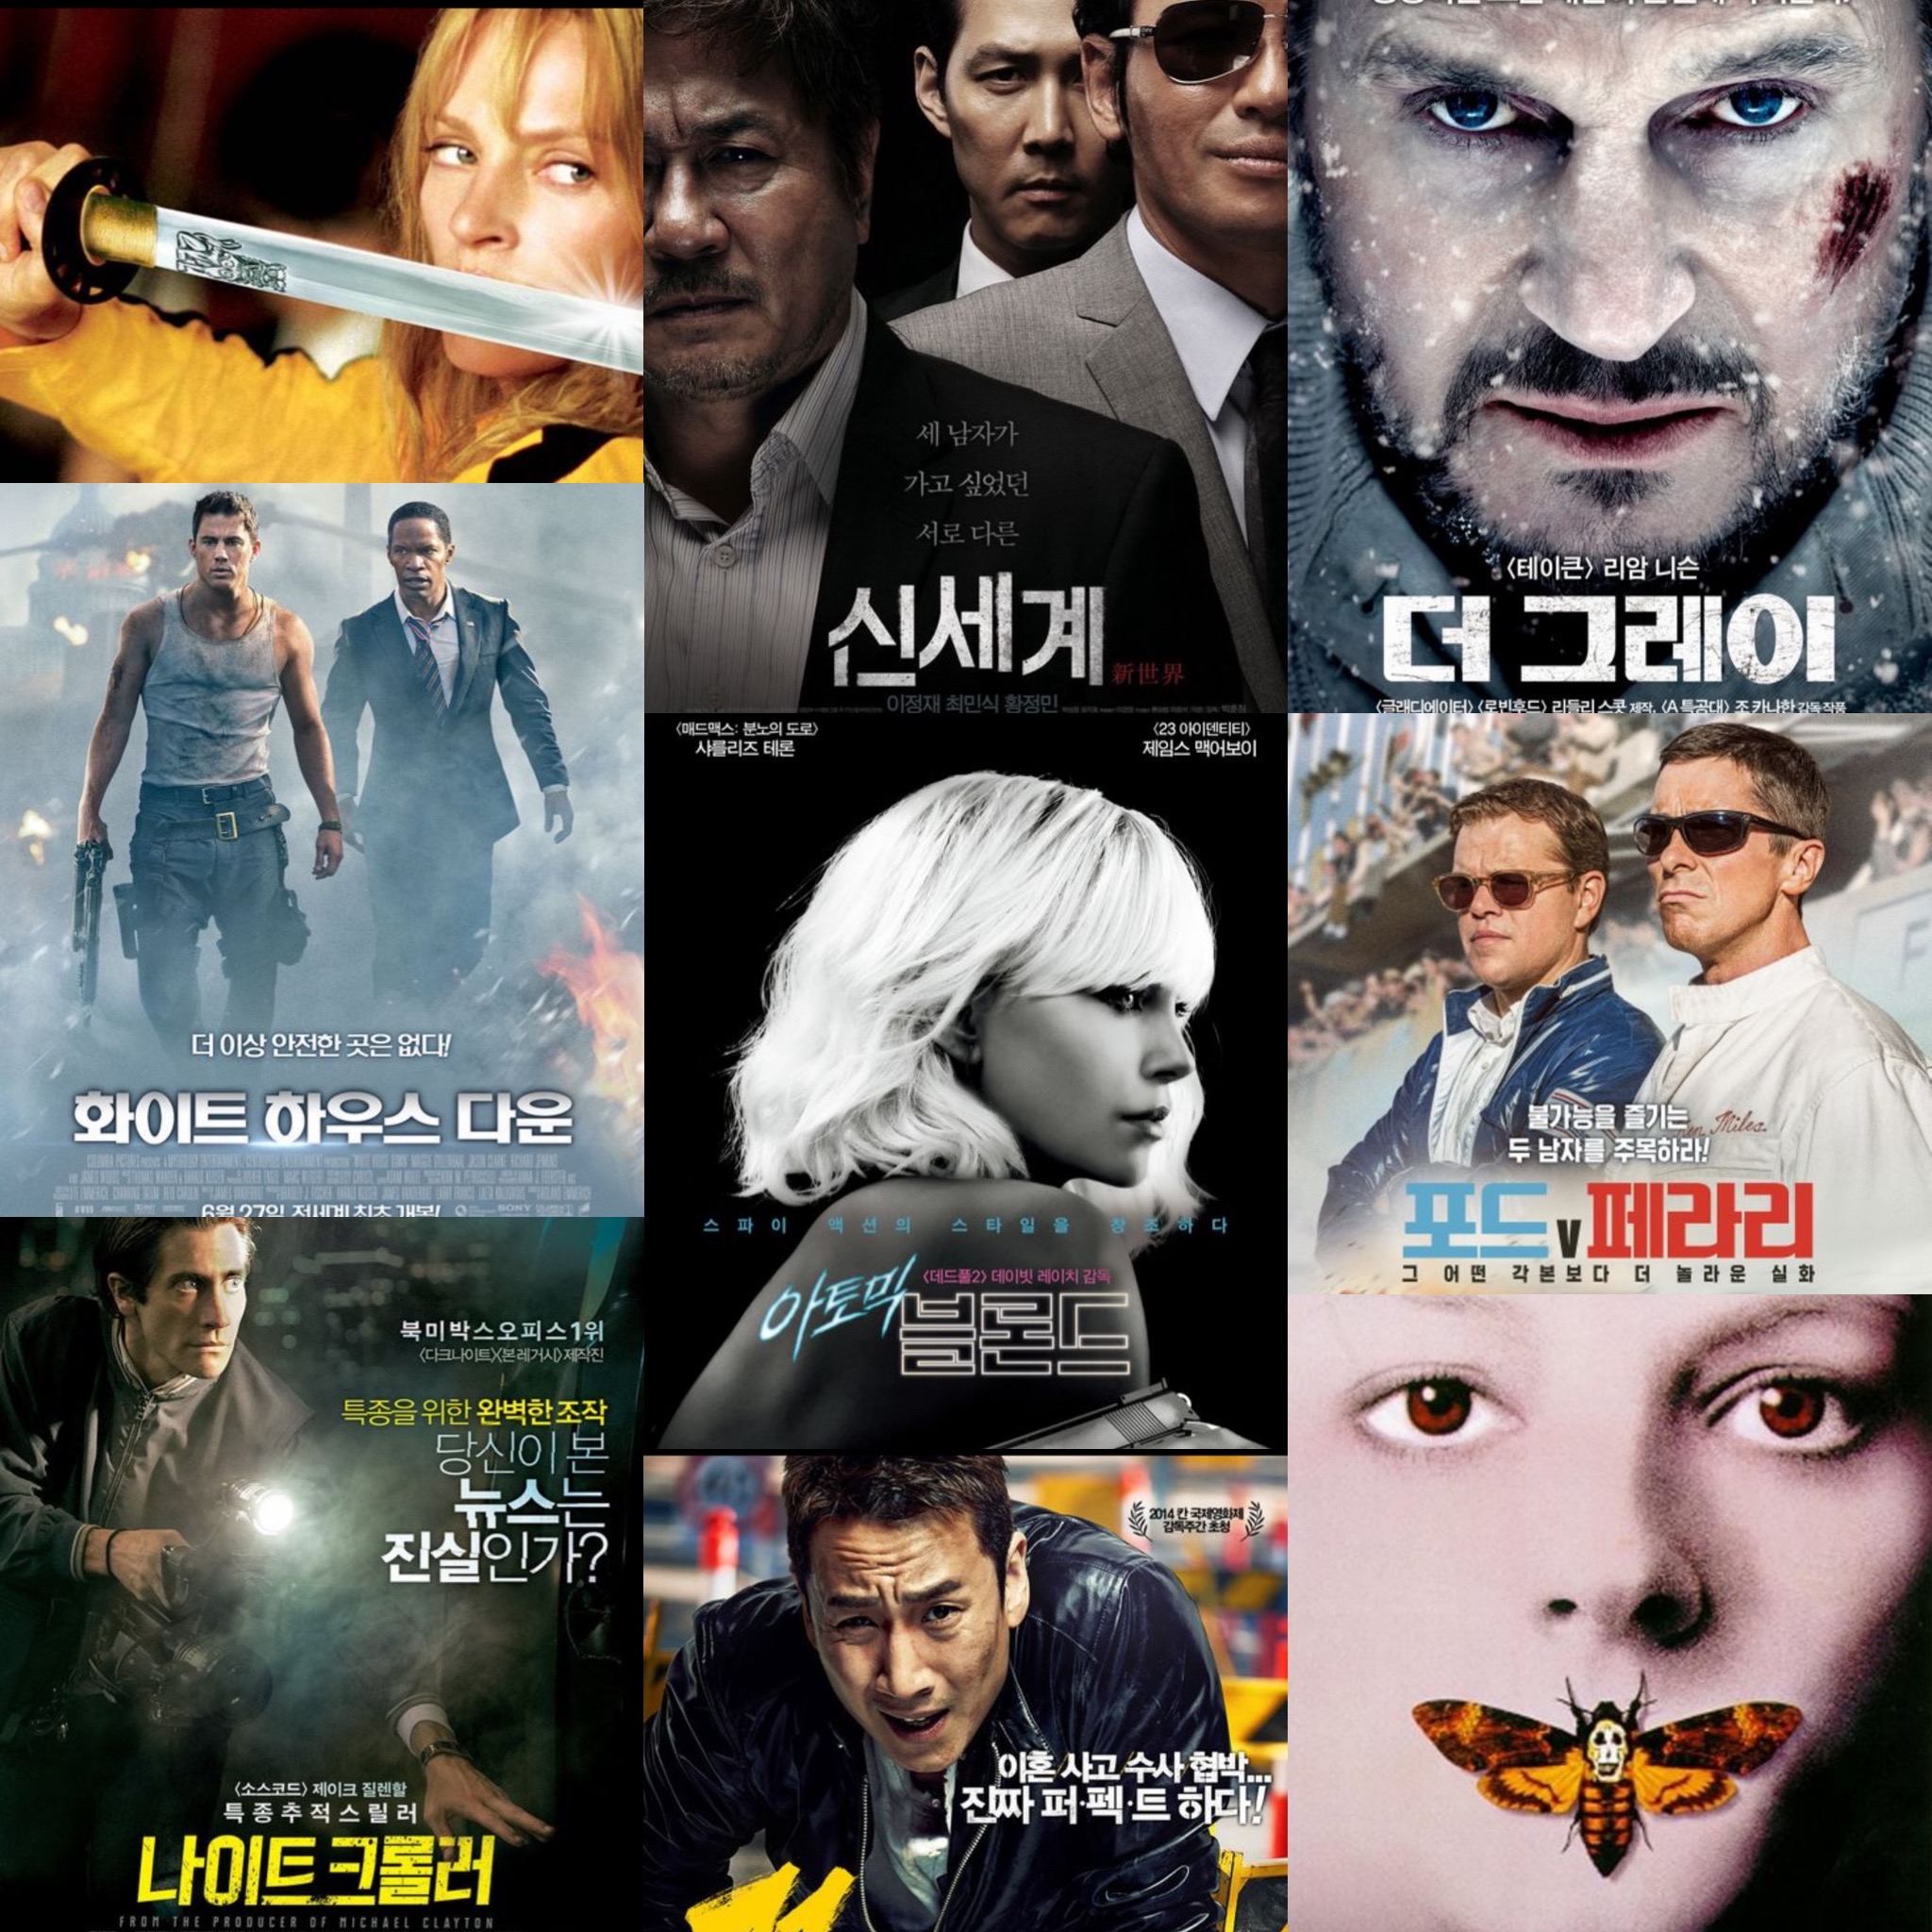 세 남자가
가고 싶었던
서로 다른
신세계
新世界
이정재 최민식 황정민
〈테이큰〉 리암 니슨
더 그레이
〈글래디에이터〉 〈로빈후드〉 리들리 스콧 제작, 〈A 특공대〉 조 카나한 감독 작품
더 이상 안전한 곳은 없다!
화이트 하우스 다운
6월 27일 전세계 최초 개봉!
SONY
〈매드맥스: 분노의 도로〉
샤를리즈 테론
〈23 아이덴티티〉
제임스 맥어보이
스파이 액션의 스타일을 창조하다
〈데드풀2〉 데이빗 레이치 감독
아토믹
블론드
Miles
불가능을 즐기는
두 남자를 주목하라!
포드 v 페라리
그 어떤 각본보다 더 놀라운 실화
북미박스오피스1위
〈다크나이트〉〈본 레거시〉 제작진
특종을 위한 완벽한 조작
당신이 본
뉴스는
진실인가?
〈소스코드〉 제이크 질렌할
특종추적스릴러
나이트 크롤러
FROM THE PRODUCER OF MICHAEL CLAYTON
2014 칸 국제영화제
감독주간 초청
이혼 사고 수사 협박...
진짜 퍼·펙·트 하다!